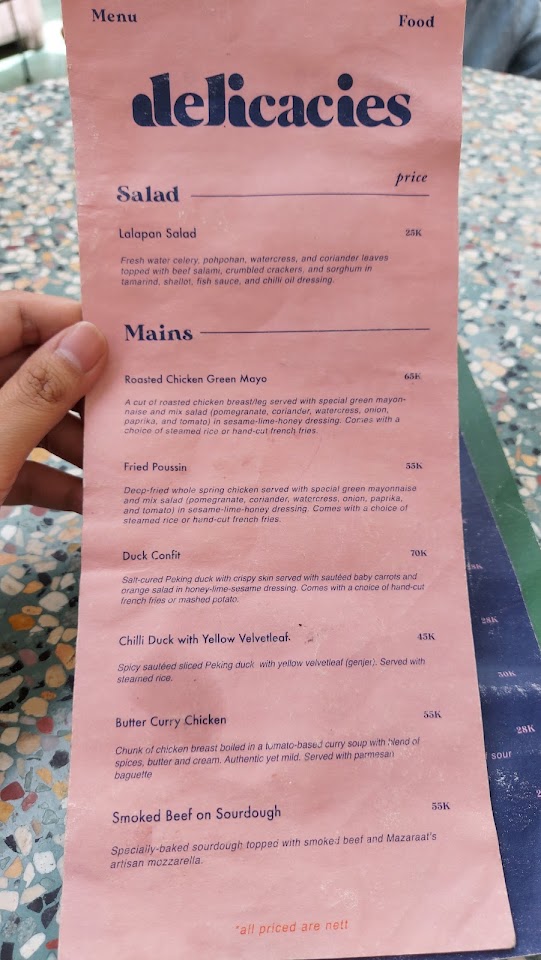 Menu
Food
delicacies
price
Salad
Lalapan Salad 25K
Fresh water celery, pohpohan, watercress, and coriander leaves
topped with beef salami, crumbled crackers, and sorghum in
tamarind, shallot, fish sauce, and chilli oil dressing.
Mains
Roasted Chicken Green Mayo 65K
A cut of roasted chicken breast/leg served with special green mayon-
naise and mix salad (pomegranate, coriander, watercress, onion,
paprika, and tomato) in sesame-lime-honey dressing. Comes with a
choice of steamed rice or hand-cut french fries.
Fried Poussin 55K
Deep-fried whole spring chicken served with special green mayonnaise
and mix salad (pomegranate, coriander, watercress, onion, paprika,
and tomato) in sesame-lime-honey dressing. Comes with a choice of
steamed rice or hand-cut french fries.
Duck Confit 70K
Salt-cured Peking duck with crispy skin served with sautéed baby carrots and
orange salad in honey-lime-sesame dressing. Comes with a choice of hand-cut
french fries or mashed potato.
Chilli Duck with Yellow Velvetleaf 45K
Spicy sautéed sliced Peking duck with yellow velvetleaf (genjer). Served with
steamed rice.
Butter Curry Chicken 55K
Chunk of chicken breast boiled in a tomato-based curry soup with blend of
spices, butter and cream. Authentic yet mild. Served with parmesan
baguette
Smoked Beef on Sourdough 55K
Specially-baked sourdough topped with smoked beef and Mazaraat's
artisan mozzarella.
*all priced are nett
28K
30K
28K
sour